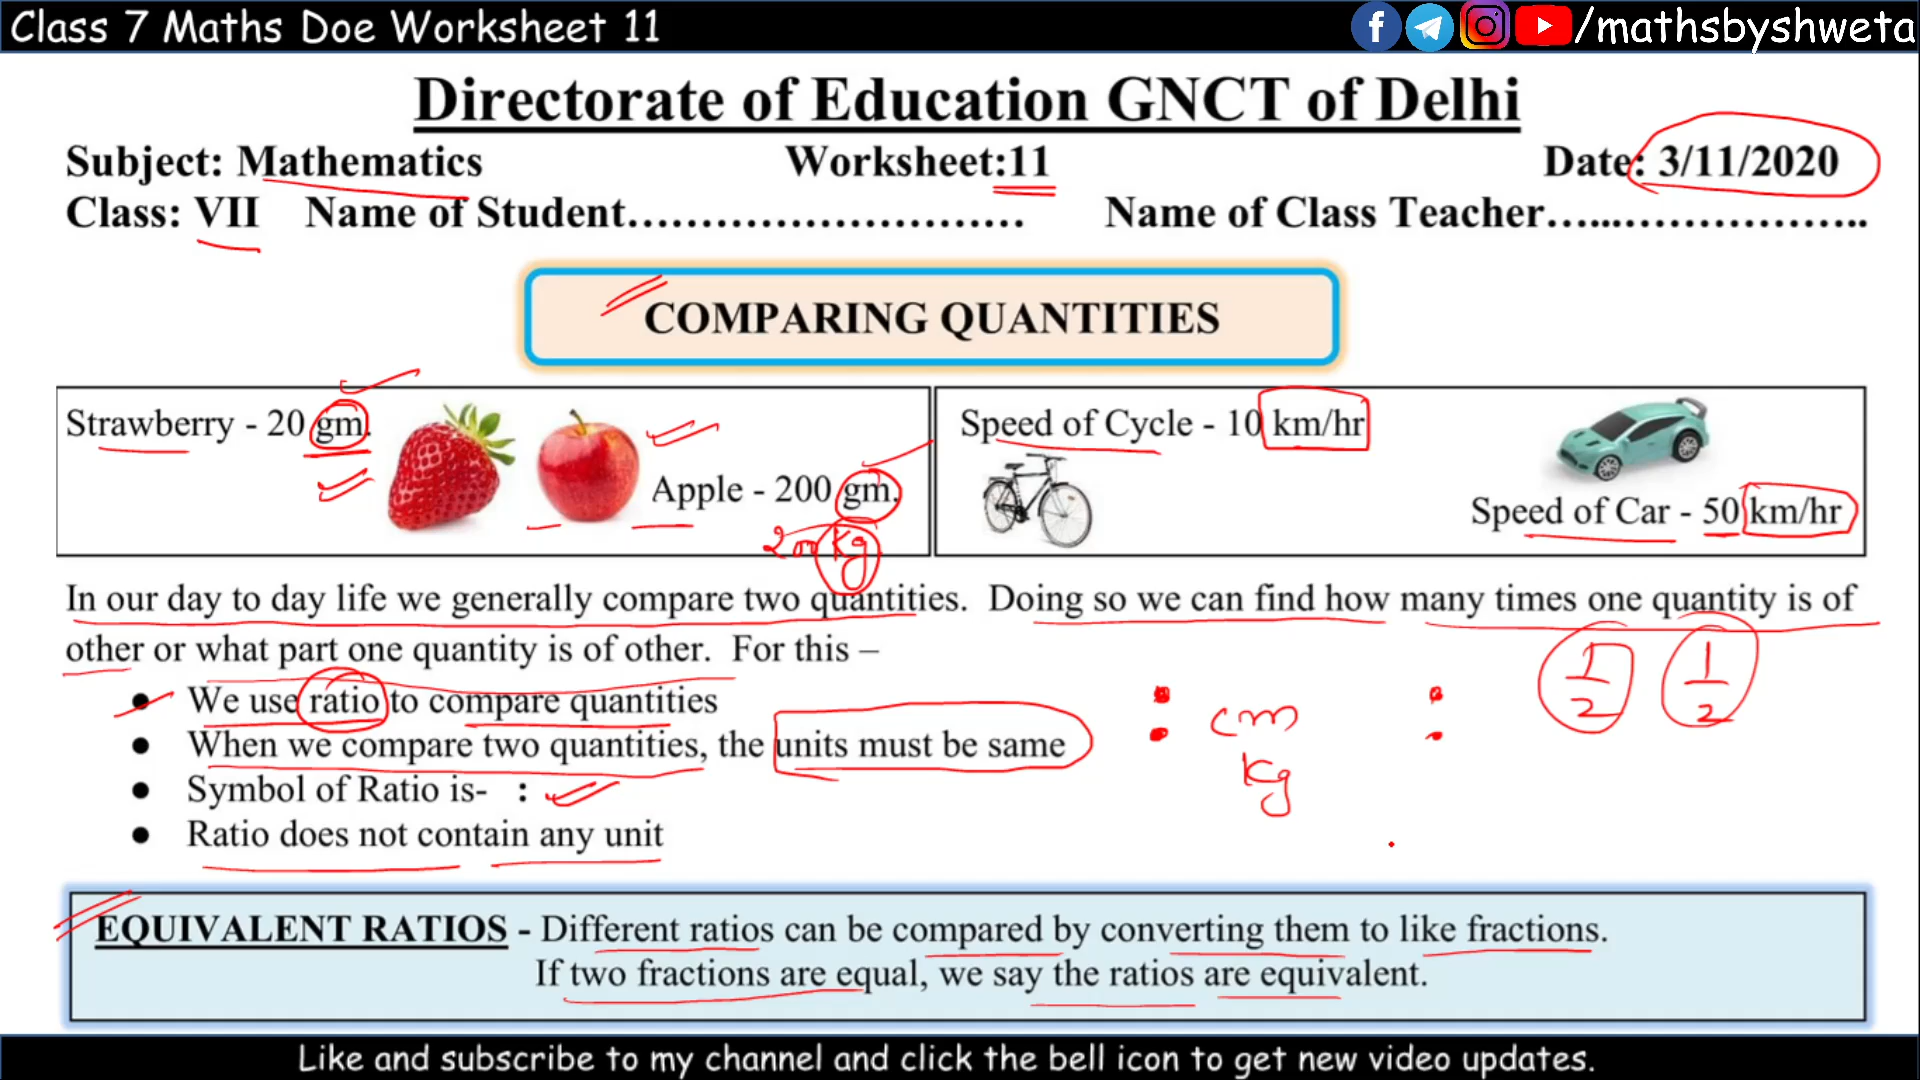 Class 7 Maths Doe Worksheet 11
/mathsbyshweta
Directorate of Education GNCT of Delhi
Subject: Mathematics Worksheet:11 Date: 3/11/2020
Class: VII Name of Student……………………… Name of Class Teacher…...……………..
COMPARING QUANTITIES
Strawberry - 20 gm.
Apple - 200 gm.
200 kg
Speed of Cycle - 10 km/hr
Speed of Car - 50 km/hr
In our day to day life we generally compare two quantities. Doing so we can find how many times one quantity is of
other or what part one quantity is of other. For this –
● We use ratio to compare quantities
● When we compare two quantities, the units must be same
● Symbol of Ratio is- :
● Ratio does not contain any unit
: cm :
kg
1/2 1/2
EQUIVALENT RATIOS - Different ratios can be compared by converting them to like fractions.
If two fractions are equal, we say the ratios are equivalent.
Like and subscribe to my channel and click the bell icon to get new video updates.